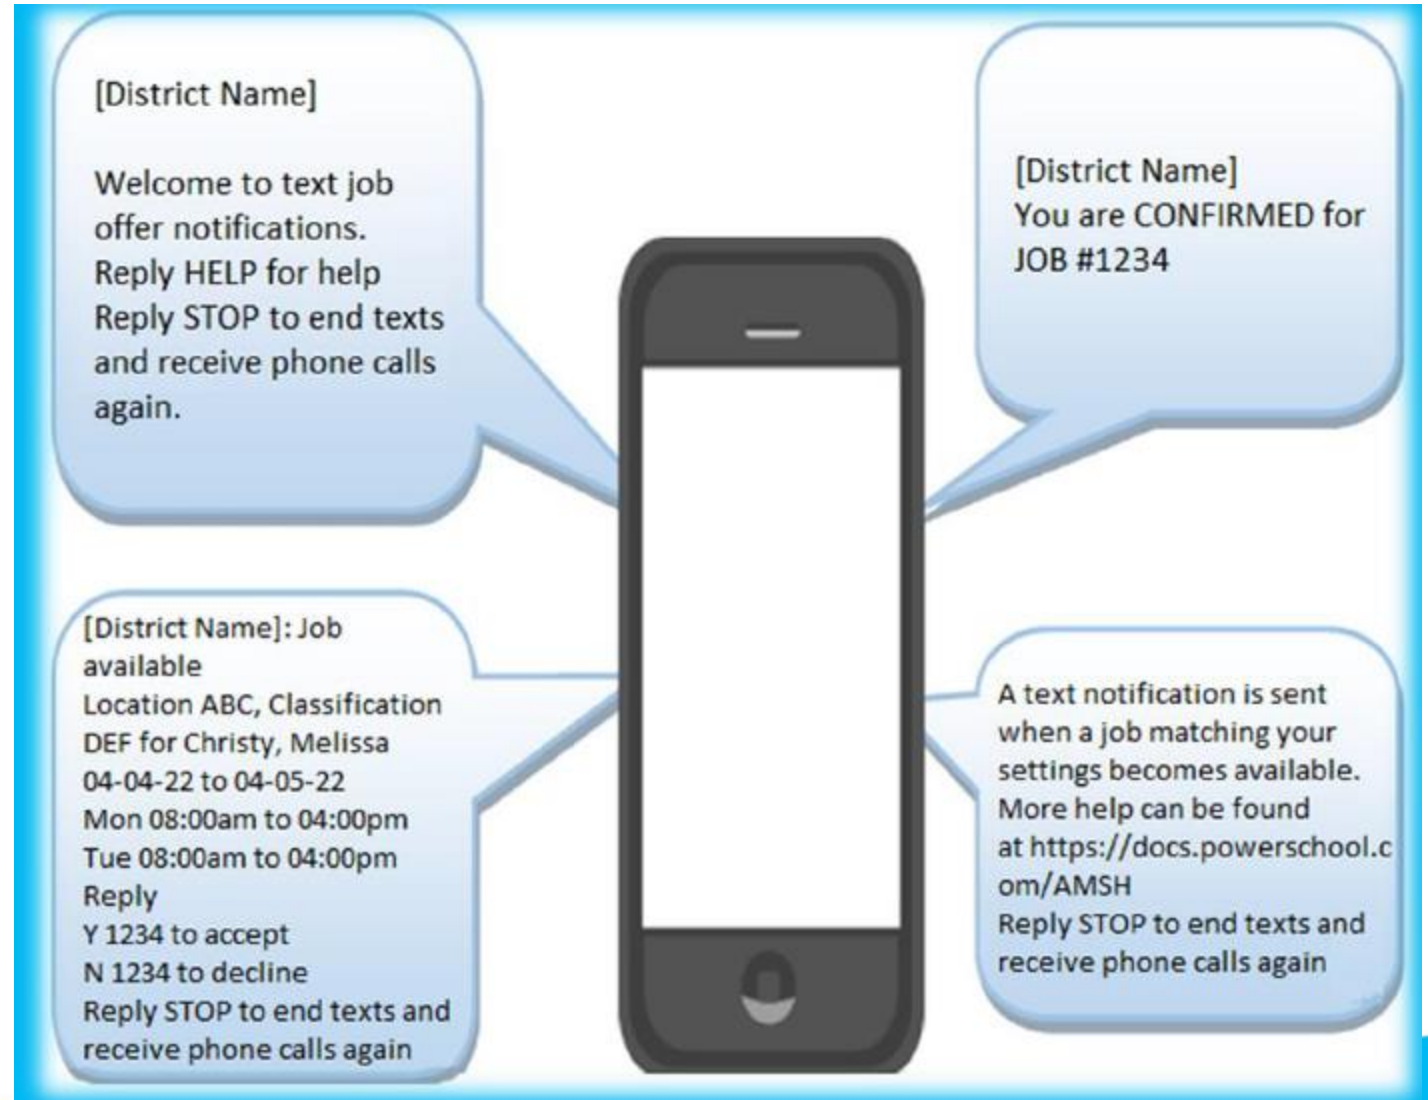 [District Name]
Welcome to text job
offer notifications.
Reply HELP for help
Reply STOP to end texts
and receive phone calls
again.
[District Name]
You are CONFIRMED for
JOB #1234
[District Name]: Job
available
Location ABC, Classification
DEF for Christy, Melissa
04-04-22 to 04-05-22
Mon 08:00am to 04:00pm
Tue 08:00am to 04:00pm
Reply
Y 1234 to accept
N 1234 to decline
Reply STOP to end texts and
receive phone calls again
A text notification is sent
when a job matching your
settings becomes available.
More help can be found
at https://docs.powerschool.c
om/AMSH
Reply STOP to end texts and
receive phone calls again